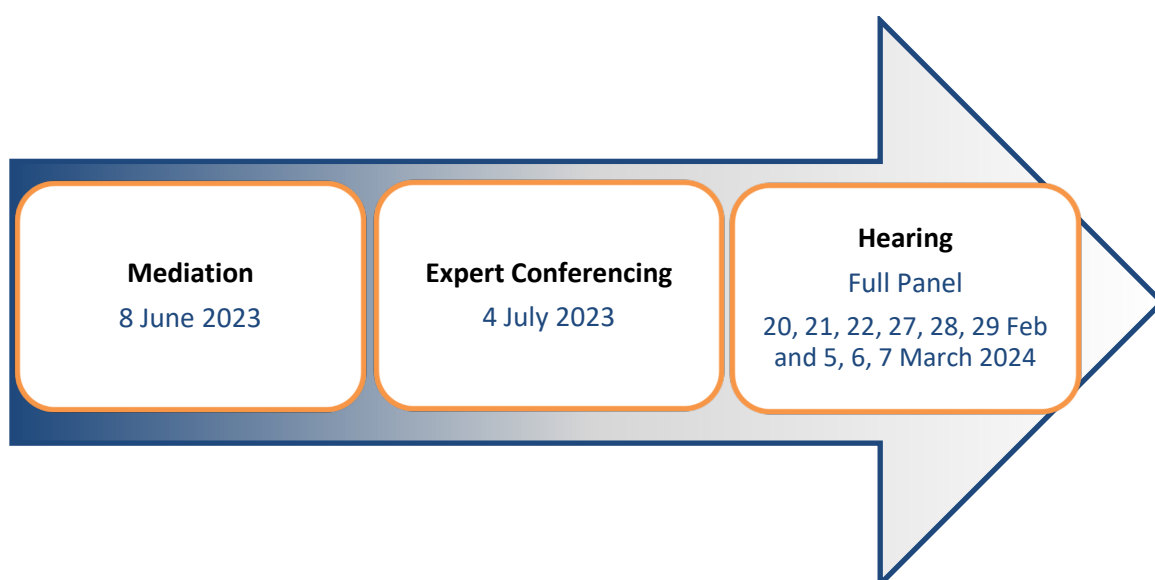 Mediation
8 June 2023
Expert Conferencing
4 July 2023
Hearing
Full Panel
20, 21, 22, 27, 28, 29 Feb
and 5, 6, 7 March 2024